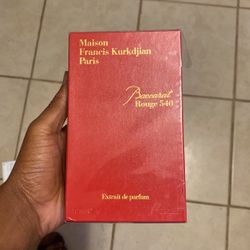 Maison
Francis Kurkdjian
Paris
Baccarat
Rouge 540
Extrait de parfum